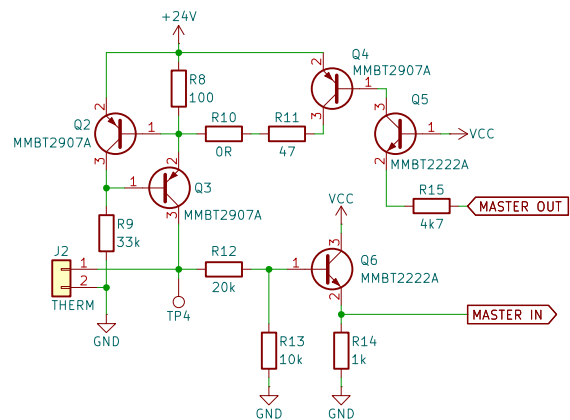 +24V
R8
100
Q4
MMBT2907A
2
1
3
Q2
MMBT2907A
2
1
3
R10
0R
R11
47
Q5
MMBT2222A
3
1
2
VCC
Q3
MMBT2907A
2
1
3
R15
4k7
MASTER OUT
R9
33k
J2
1
2
THERM
GND
TP4
R12
20k
VCC
Q6
MMBT2222A
3
1
2
MASTER IN
R13
10k
R14
1k
GND
GND